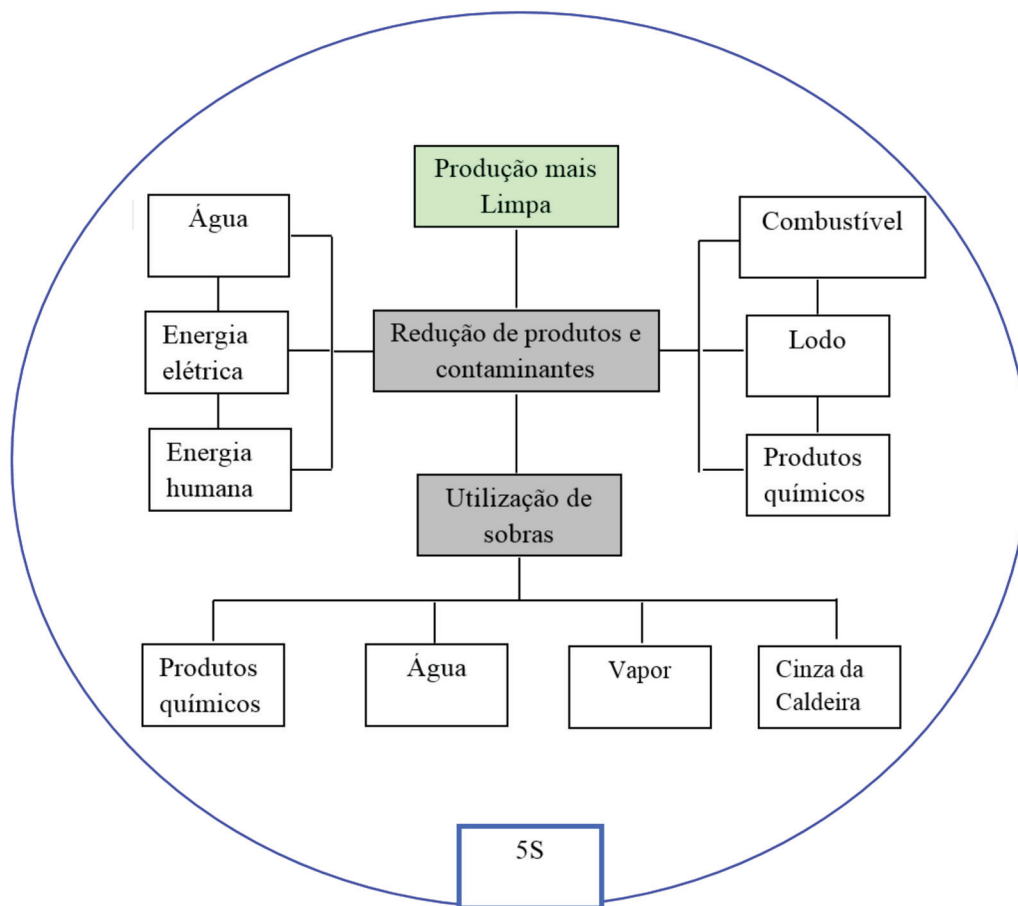 Produção mais
Limpa
Água
Combustível
Energia
elétrica
Redução de produtos e
contaminantes
Lodo
Energia
humana
Produtos
químicos
Utilização de
sobras
Produtos
químicos
Água
Vapor
Cinza da
Caldeira
5S